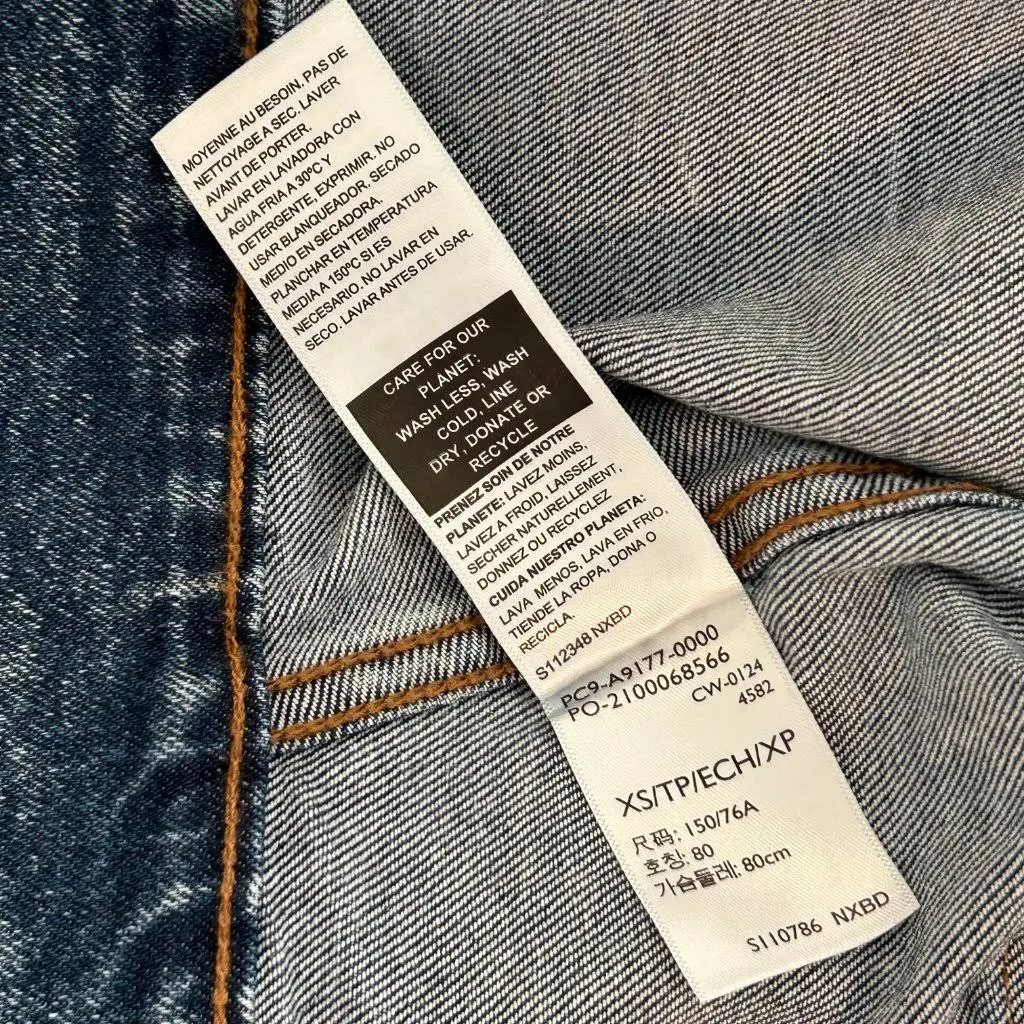 MOYENNE AU BESOIN. PAS DE
NETTOYAGE A SEC. LAVER
AVANT DE PORTER.
LAVAR EN LAVADORA CON
AGUA FRIA A 30ºC Y
DETERGENTE, EXPRIMIR. NO
USAR BLANQUEADOR. SECADO
MEDIO EN SECADORA.
PLANCHAR EN TEMPERATURA
MEDIA A 150ºC SI ES
NECESARIO. NO LAVAR EN
SECO. LAVAR ANTES DE USAR.
CARE FOR OUR
PLANET:
WASH LESS, WASH
COLD, LINE
DRY, DONATE OR
RECYCLE
PRENEZ SOIN DE NOTRE
PLANETE: LAVEZ MOINS,
LAVEZ A FROID, LAISSEZ
SECHER NATURELLEMENT,
DONNEZ OU RECYCLEZ
CUIDA NUESTRO PLANETA:
LAVA MENOS, LAVA EN FRIO,
TIENDE LA ROPA, DONA O
RECICLA.
S112348 NXBD
PC9-A9177-0000
PO-2100068566
CW-0124
4582
XS/TP/ECH/XP
尺码: 150/76A
호칭: 80
가슴둘레: 80cm
S110786 NXBD